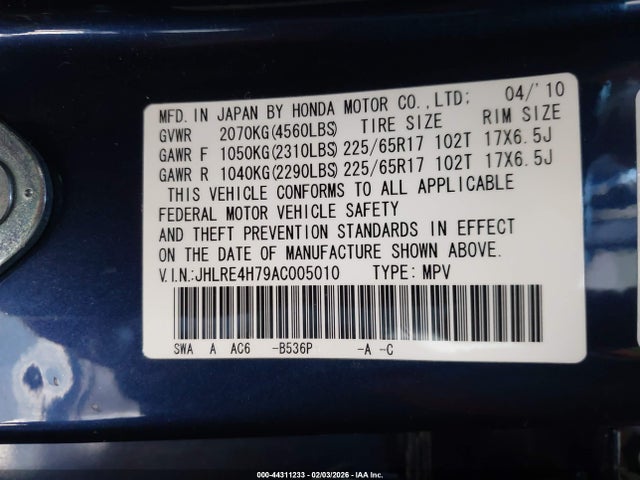 MFD. IN JAPAN BY HONDA MOTOR CO.,LTD; 04/'10
GVWR 2070KG(4560LBS) TIRE SIZE RIM SIZE
GAWR F 1050KG(2310LBS) 225/65R17 102T 17X6.5J
GAWR R 1040KG(2290LBS) 225/65R17 102T 17X6.5J
THIS VEHICLE CONFORMS TO ALL APPLICABLE
FEDERAL MOTOR VEHICLE SAFETY
AND THEFT PREVENTION STANDARDS IN EFFECT
ON THE DATE OF MANUFACTURE SHOWN ABOVE.
V.I.N.:JHLRE4H79AC005010 TYPE: MPV
SWA A AC6 -B536P -A -C
000-44311233 - 02/03/2026 - IAA Inc.